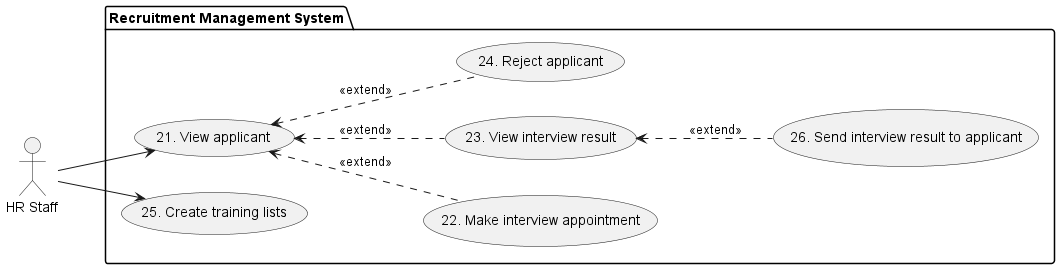 Recruitment Management System
24. Reject applicant
«extend»
21. View applicant
«extend»
23. View interview result
«extend»
26. Send interview result to applicant
«extend»
HR Staff
25. Create training lists
22. Make interview appointment